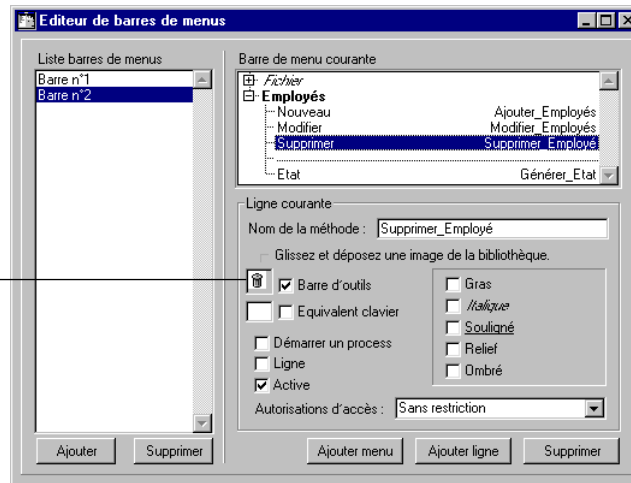 Editeur de barres de menus
Liste barres de menus
Barre n°1
Barre n°2
Ajouter
Supprimer
Barre de menu courante
Fichier
Employés
Nouveau Ajouter_Employés
Modifier Modifier_Employés
Supprimer Supprimer_Employé
Etat Générer_Etat
Ligne courante
Nom de la méthode : Supprimer_Employé
Glissez et déposez une image de la bibliothèque.
Barre d'outils
Equivalent clavier
Démarrer un process
Ligne
Active
Gras
Italique
Souligné
Relief
Ombré
Autorisations d'accès : Sans restriction
Ajouter menu
Ajouter ligne
Supprimer